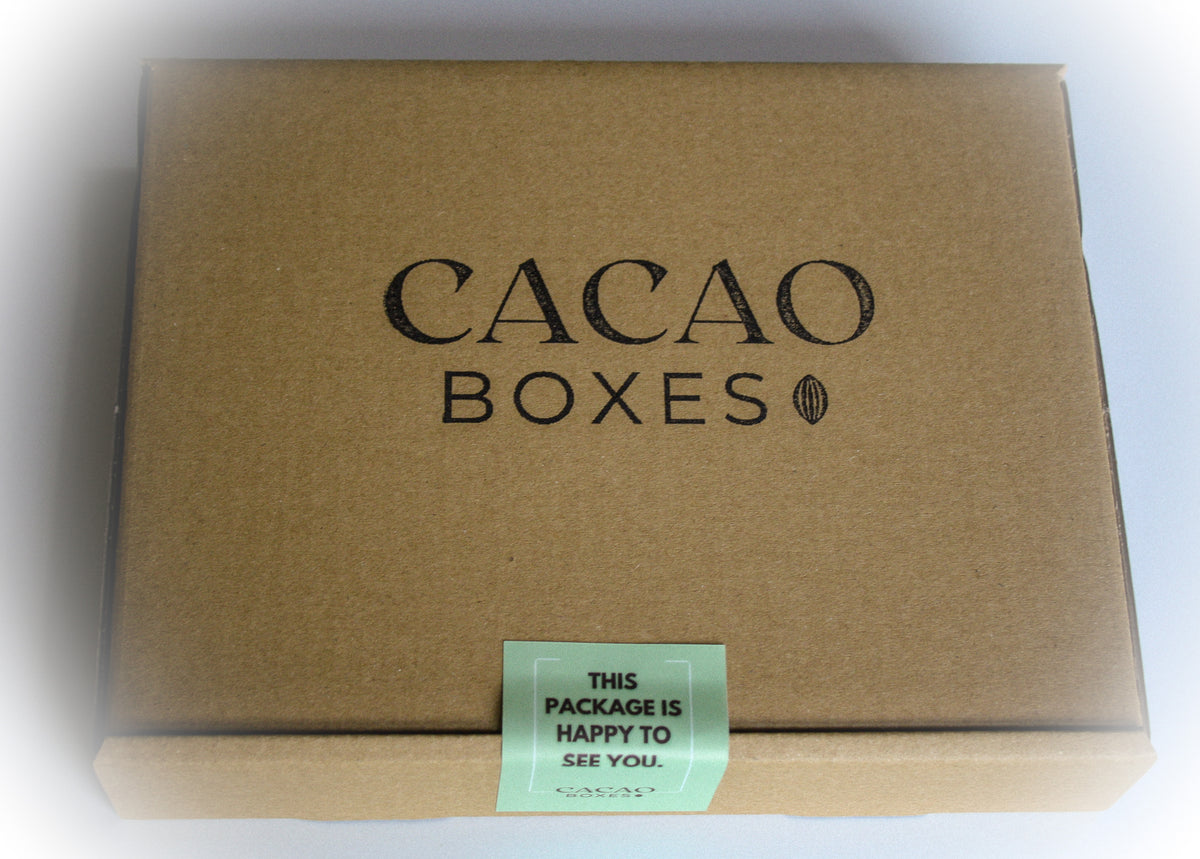 CACAO
BOXES
THIS
PACKAGE IS
HAPPY TO
SEE YOU.
CACAO
BOXES